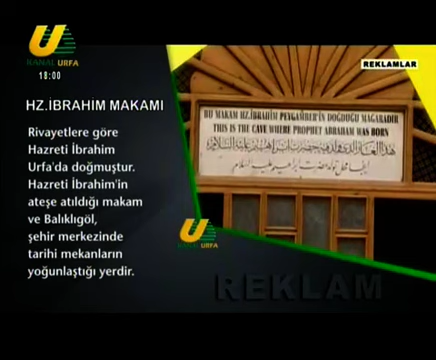 KANAL URFA
18:00
REKLAMLAR
HZ.İBRAHIM MAKAMI
Rivayetlere göre
Hazreti İbrahim
Urfa'da doğmuştur.
Hazreti İbrahim'in
ateşe atıldığı makam
ve Balıklıgöl,
şehir merkezinde
tarihi mekanların
yoğunlaştığı yerdir.
BU MAKAM HZ.İBRAHİM PEYGAMBER'İN DOĞDUĞU MAĞARADIR
THIS IS THE CAVE WHERE PROPHET ABRAHAM WAS BORN
KANAL URFA
REKLAM